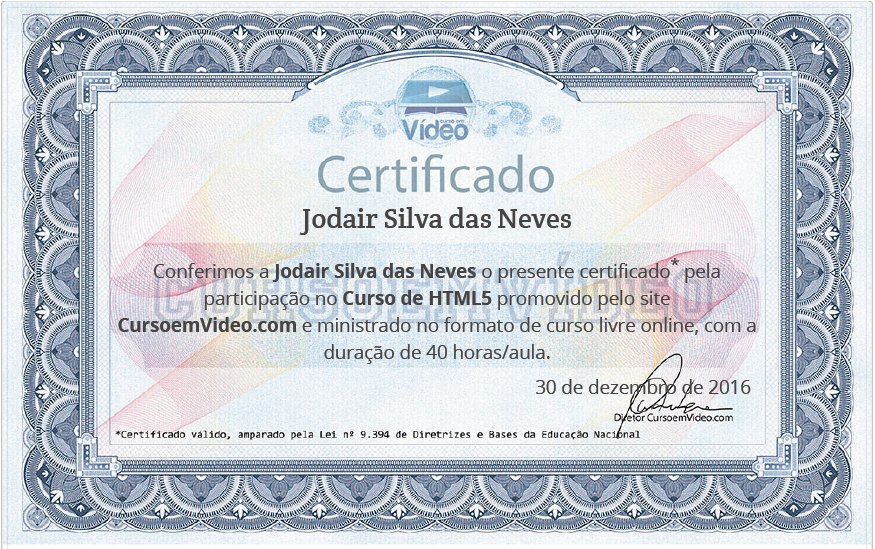 curso em
Vídeo
Certificado
Jodair Silva das Neves
CURSOEMVÍDEO
Conferimos a Jodair Silva das Neves o presente certificado* pela
participação no Curso de HTML5 promovido pelo site
CursoemVideo.com e ministrado no formato de curso livre online, com a
duração de 40 horas/aula.
30 de dezembro de 2016
Diretor CursoemVideo.com
*Certificado válido, amparado pela Lei nº 9.394 de Diretrizes e Bases da Educação Nacional